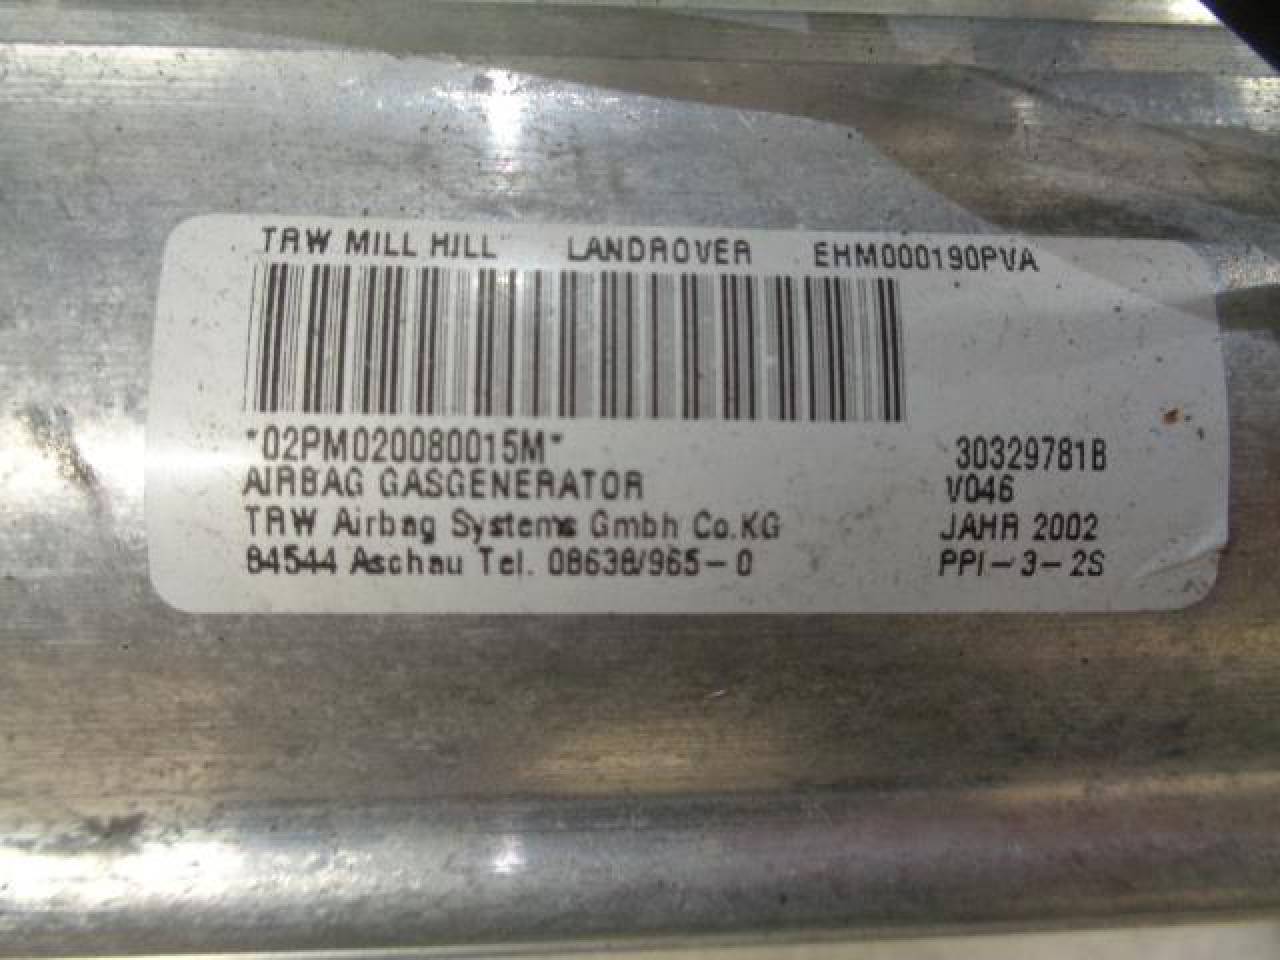 TRW MILL HILL LANDROVER EHM000190PVA
*02PM020080015M* 30329781B
AIRBAG GASGENERATOR V046
TRW Airbag Systems Gmbh Co.KG JAHR 2002
84544 Aschau Tel. 08638/965-0 PPI-3-2S